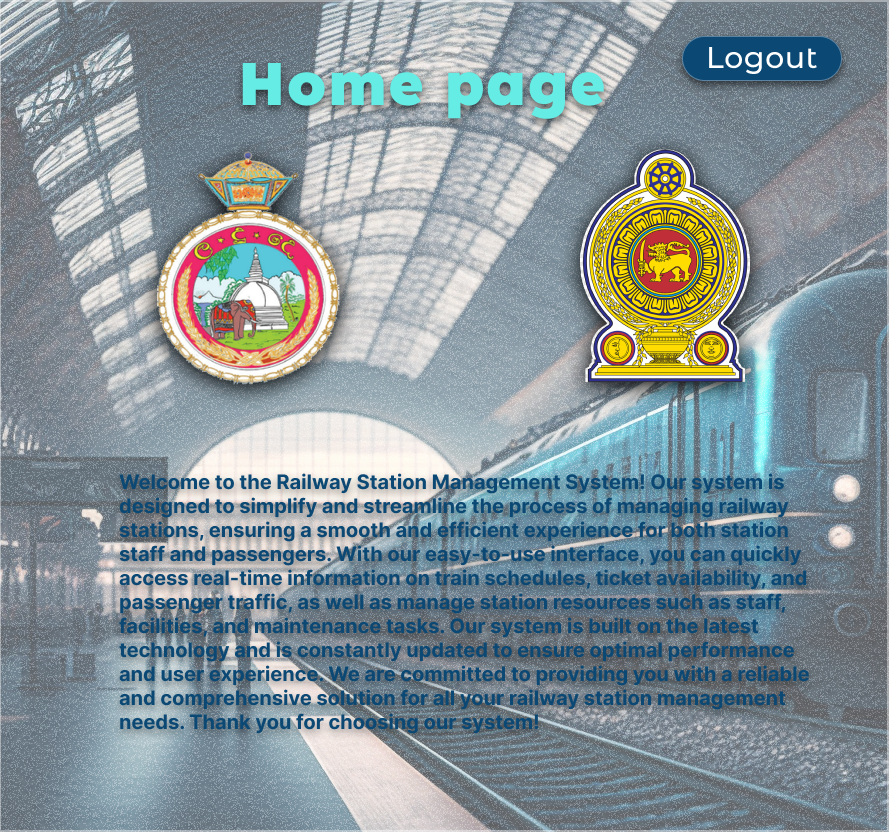 Logout
Home page
ල ✶ දු ✶ සේ
Welcome to the Railway Station Management System! Our system is
designed to simplify and streamline the process of managing railway
stations, ensuring a smooth and efficient experience for both station
staff and passengers. With our easy-to-use interface, you can quickly
access real-time information on train schedules, ticket availability, and
passenger traffic, as well as manage station resources such as staff,
facilities, and maintenance tasks. Our system is built on the latest
technology and is constantly updated to ensure optimal performance
and user experience. We are committed to providing you with a reliable
and comprehensive solution for all your railway station management
needs. Thank you for choosing our system!